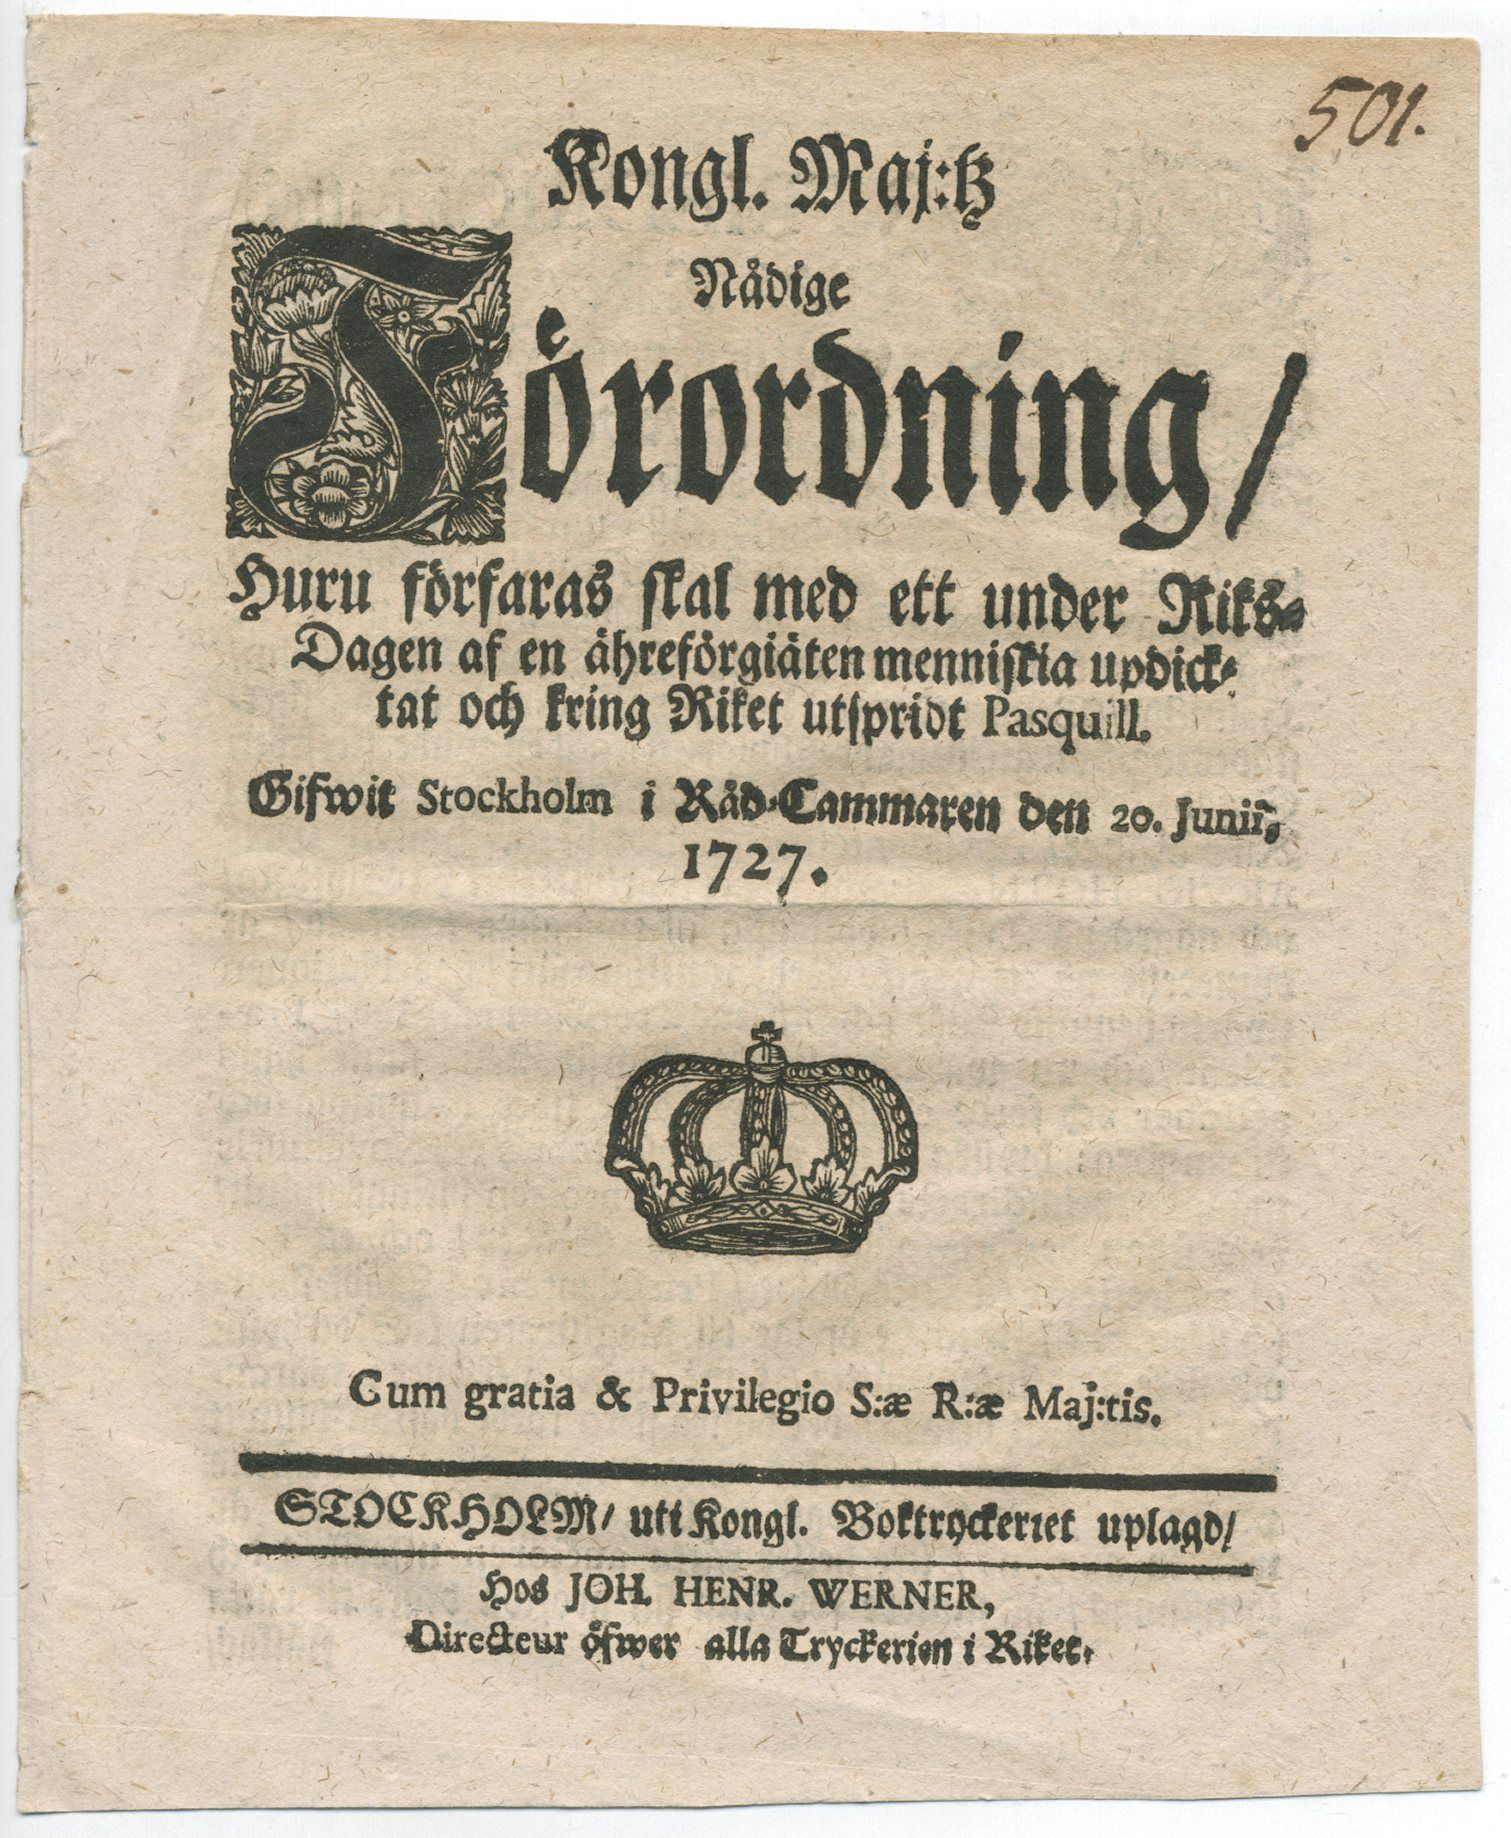 501.
Kongl. Maj:tz
Nådige
Förordning/
Huru förfaras skal med ett under Riks-
Dagen af en ähreförgiäten menniskia updick-
tat och kring Riket utspridt Pasquill.
Gifwit Stockholm i Råd-Cammaren den 20. Junii,
1727.
Cum gratia & Privilegio S:æ R:æ Maj:tis.
STOCKHOLM/ uti Kongl. Boktryckeriet uplagd/
Hos JOH. HENR. WERNER,
Directeur öfwer alla Tryckerien i Riket.